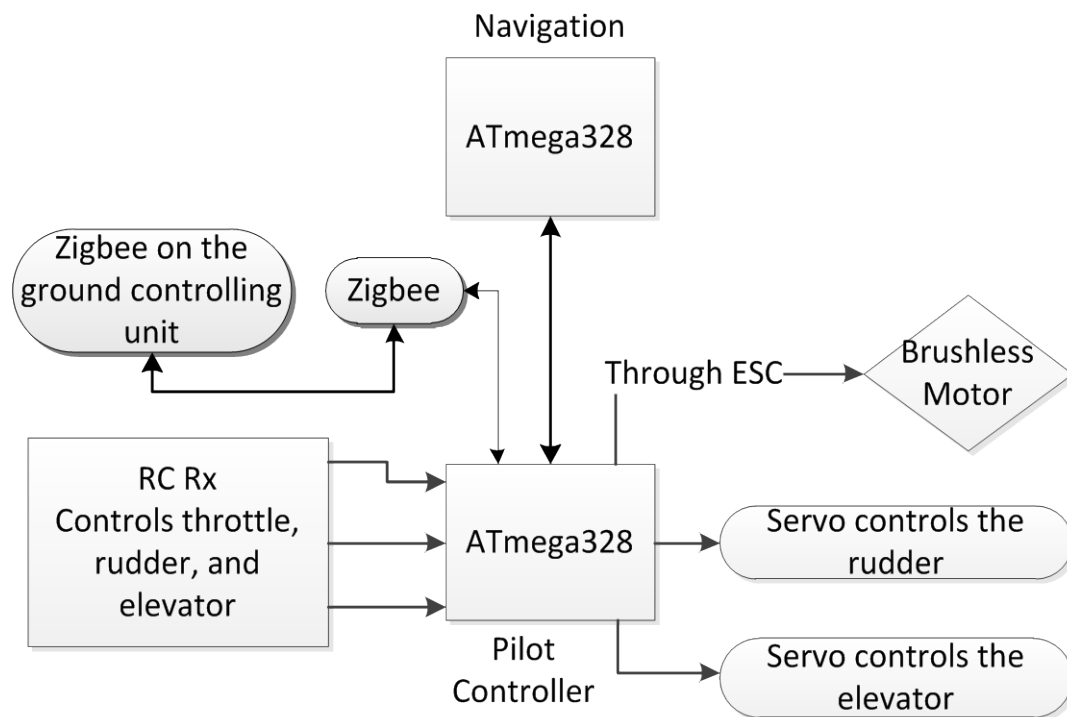 Navigation
ATmega328
Zigbee on the
ground controlling
unit
Zigbee
Through ESC
Brushless
Motor
RC Rx
Controls throttle,
rudder, and
elevator
ATmega328
Pilot
Controller
Servo controls the
rudder
Servo controls the
elevator